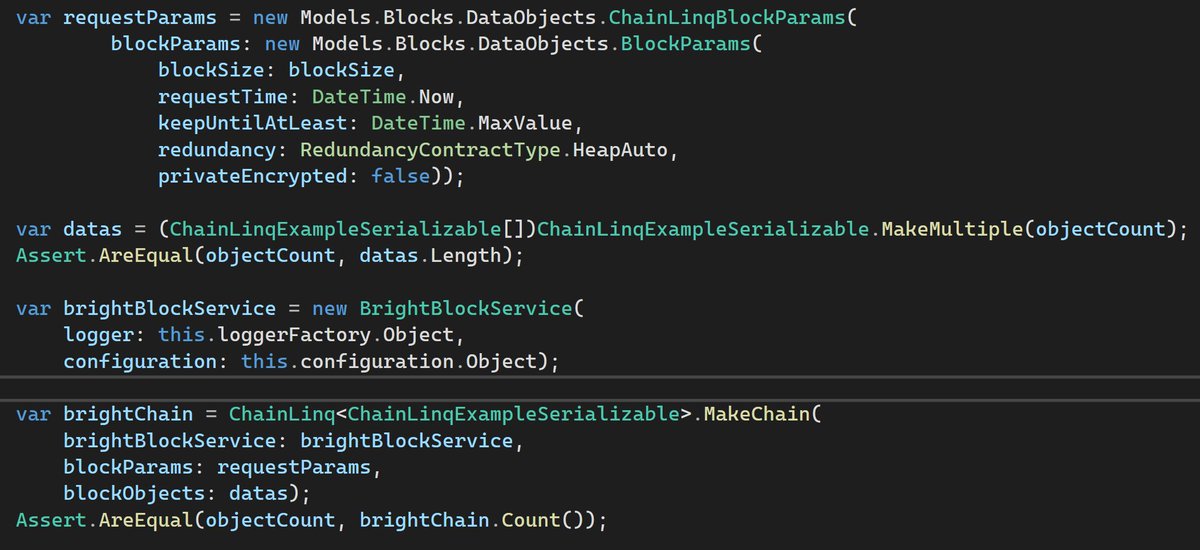 var requestParams = new Models.Blocks.DataObjects.ChainLinqBlockParams(
        blockParams: new Models.Blocks.DataObjects.BlockParams(
            blockSize: blockSize,
            requestTime: DateTime.Now,
            keepUntilAtLeast: DateTime.MaxValue,
            redundancy: RedundancyContractType.HeapAuto,
            privateEncrypted: false));

var datas = (ChainLinqExampleSerializable[])ChainLinqExampleSerializable.MakeMultiple(objectCount);
Assert.AreEqual(objectCount, datas.Length);

var brightBlockService = new BrightBlockService(
    logger: this.loggerFactory.Object,
    configuration: this.configuration.Object);

var brightChain = ChainLinq<ChainLinqExampleSerializable>.MakeChain(
    brightBlockService: brightBlockService,
    blockParams: requestParams,
    blockObjects: datas);
Assert.AreEqual(objectCount, brightChain.Count());